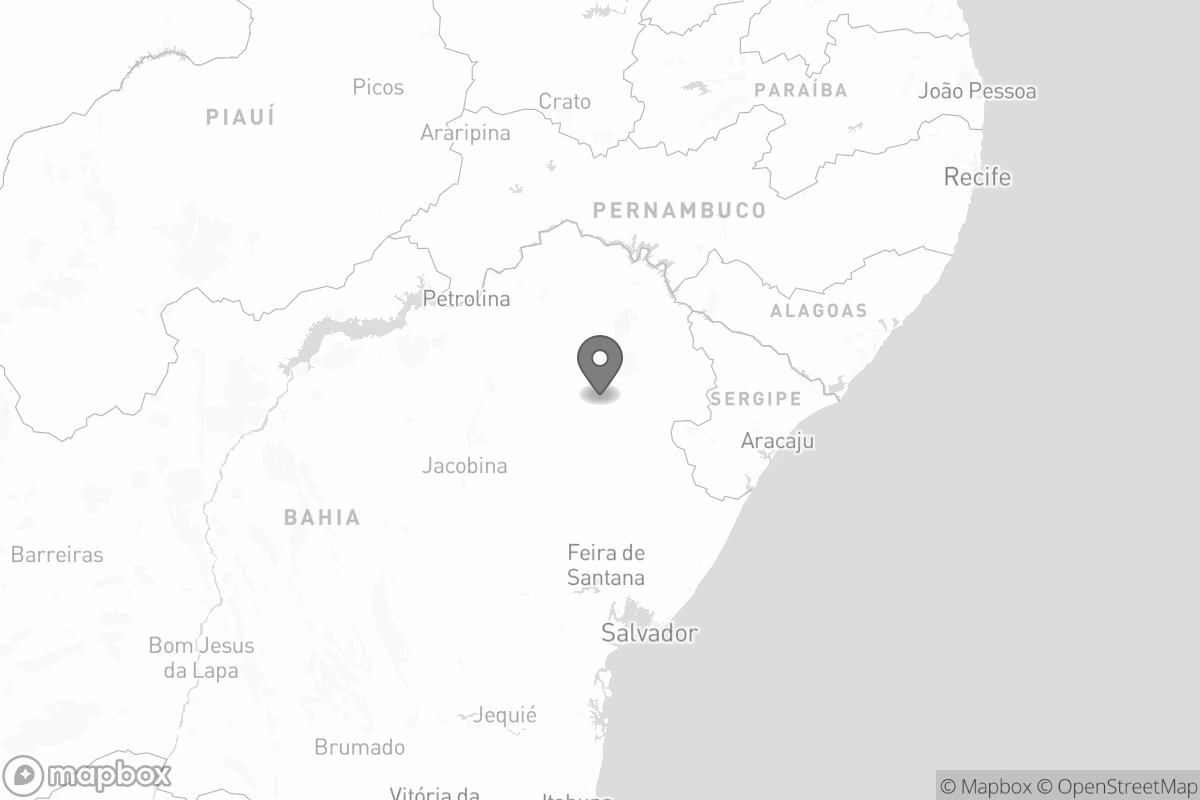 Picos
PARAÍBA
João Pessoa
Crato
PIAUÍ
Araripina
Recife
PERNAMBUCO
Petrolina
ALAGOAS
SERGIPE
Aracaju
Jacobina
BAHIA
Barreiras
Feira de
Santana
Salvador
Bom Jesus
da Lapa
Jequié
Brumado
Vitória da
Itabuna
mapbox
© Mapbox © OpenStreetMap